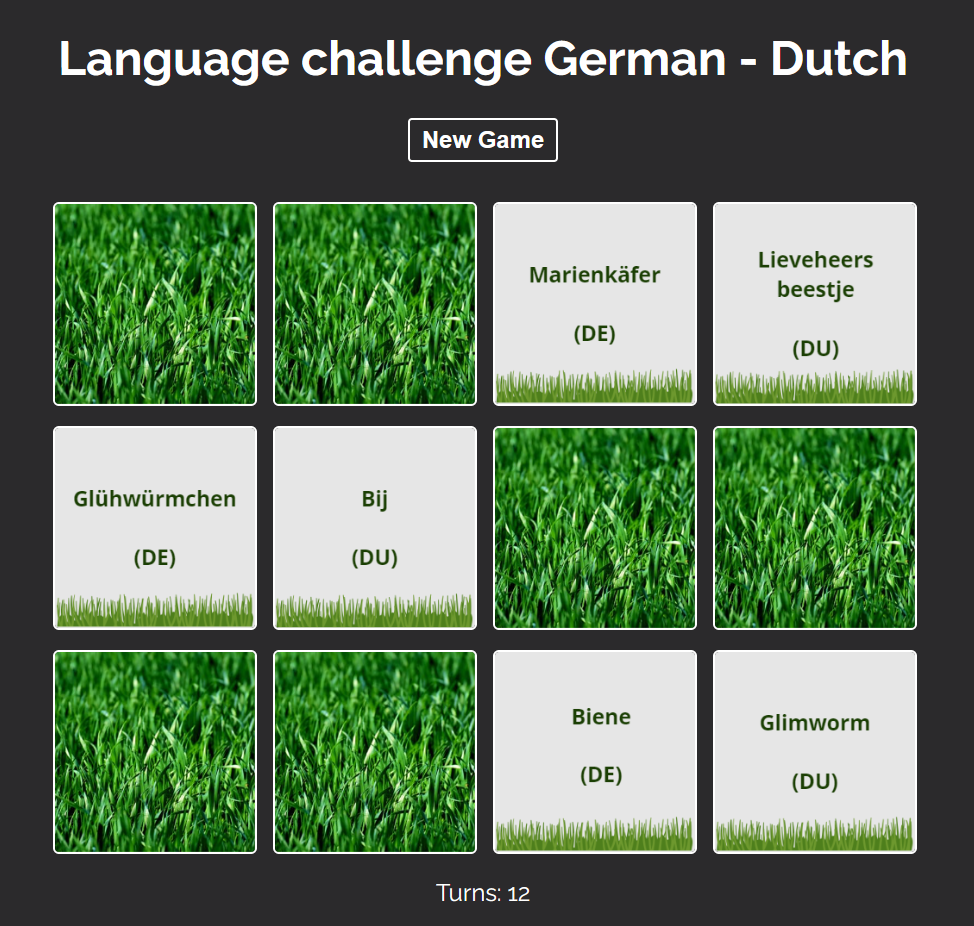 Language challenge German - Dutch
New Game
Marienkäfer
(DE)
Lieveheers
beestje
(DU)
Glühwürmchen
(DE)
Bij
(DU)
Biene
(DE)
Glimworm
(DU)
Turns: 12